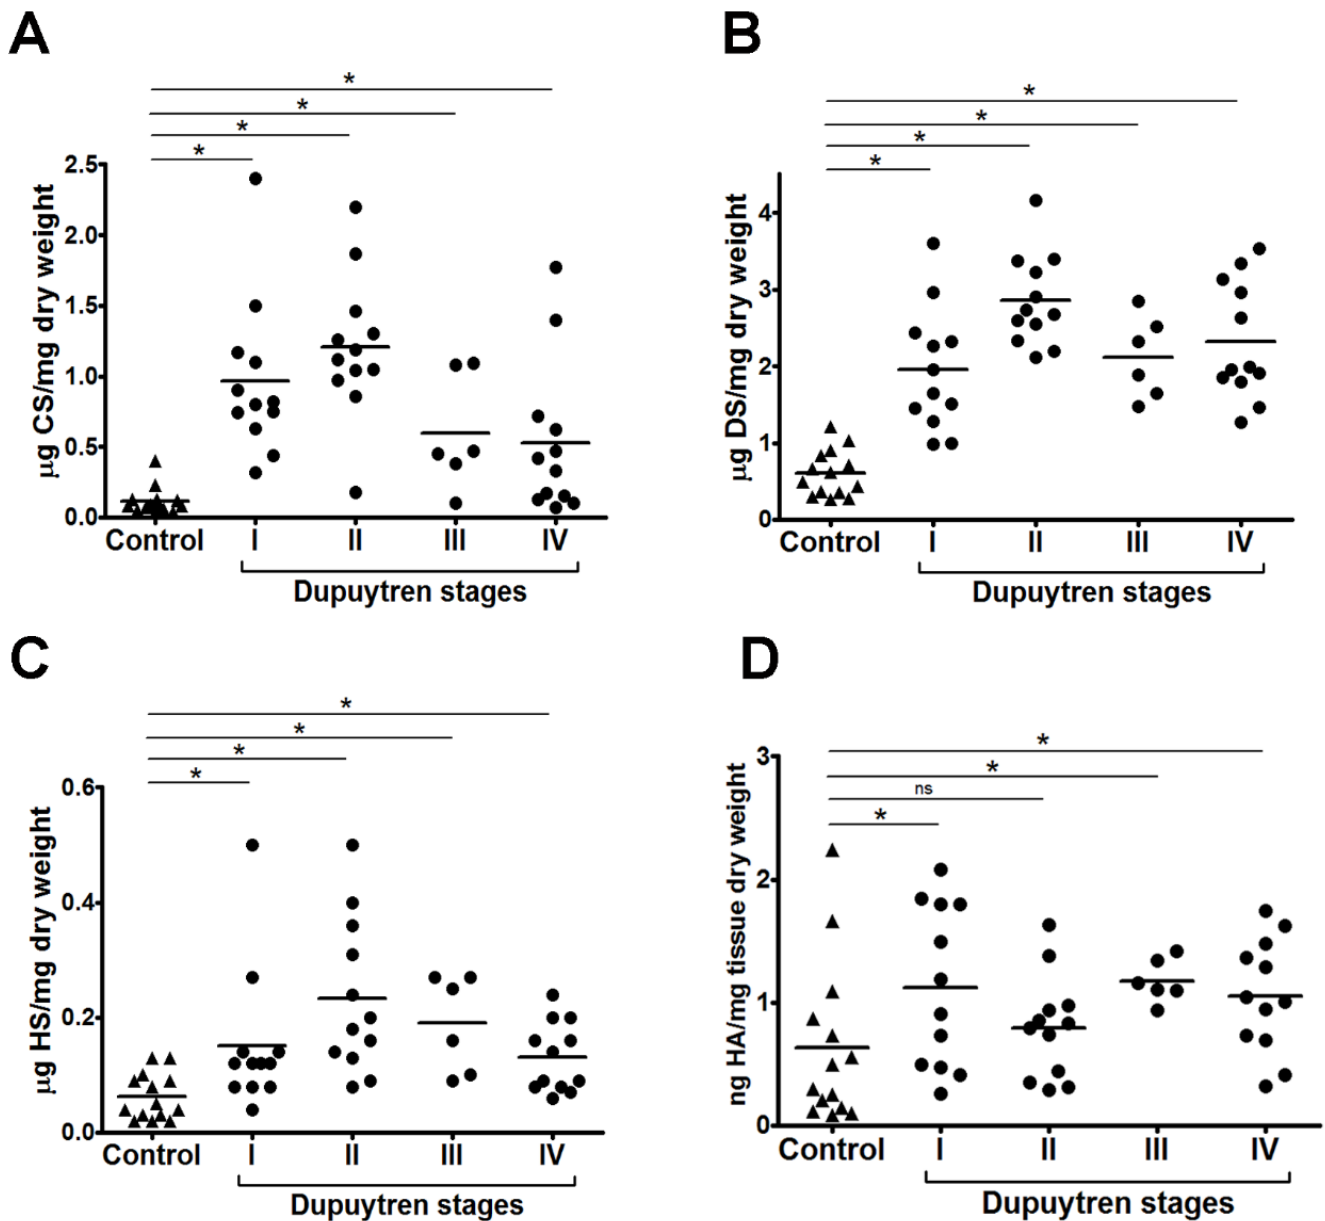 A
*
*
*
*
µg CS/mg dry weight
2.5
2.0
1.5
1.0
0.5
0.0
Control I II III IV
Dupuytren stages
B
*
*
*
*
µg DS/mg dry weight
4
3
2
1
0
Control I II III IV
Dupuytren stages
C
*
*
*
*
µg HS/mg dry weight
0.6
0.4
0.2
0.0
Control I II III IV
Dupuytren stages
D
*
*
ns
*
ng HA/mg tissue dry weight
3
2
1
0
Control I II III IV
Dupuytren stages